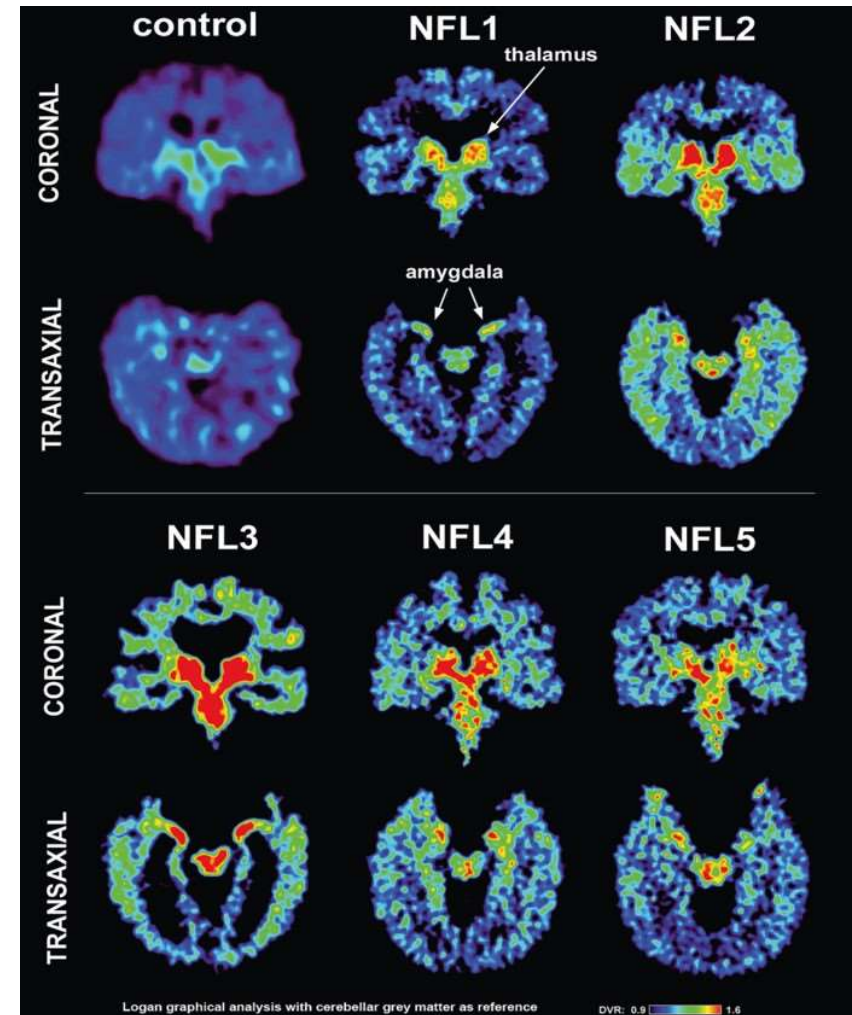 control NFL1 NFL2
thalamus
CORONAL
amygdala
TRANSAXIAL
NFL3 NFL4 NFL5
CORONAL
TRANSAXIAL
Logan graphical analysis with cerebellar grey matter as reference DVR: 0.9 1.6